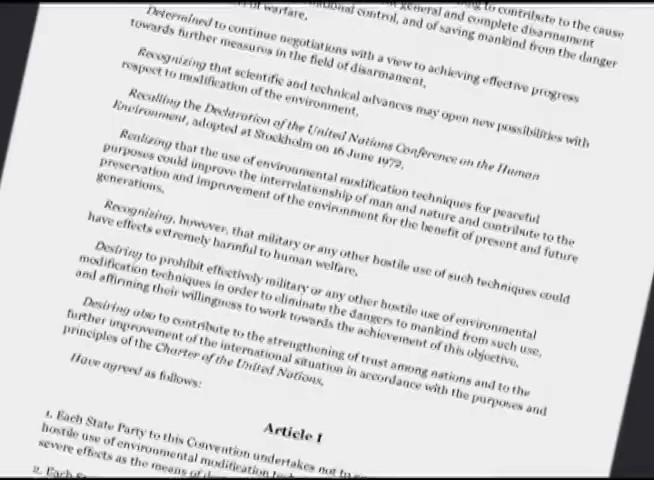 to contribute to the cause
general and complete disarmament
of warfare,
control, and of saving mankind from the danger
Determined to continue negotiations with a view to achieving effective progress
towards further measures in the field of disarmament,
Recognizing that scientific and technical advances may open new possibilities with
respect to modification of the environment,
Recalling the Declaration of the United Nations Conference on the Human
Environment, adopted at Stockholm on 16 June 1972,
Realizing that the use of environmental modification techniques for peaceful
purposes could improve the interrelationship of man and nature and contribute to the
preservation and improvement of the environment for the benefit of present and future
generations,
Recognizing, however, that military or any other hostile use of such techniques could
have effects extremely harmful to human welfare,
Desiring to prohibit effectively military or any other hostile use of environmental
modification techniques in order to eliminate the dangers to mankind from such use,
and affirming their willingness to work towards the achievement of this objective,
Desiring also to contribute to the strengthening of trust among nations and to the
further improvement of the international situation in accordance with the purposes and
principles of the Charter of the United Nations,
Have agreed as follows:
Article I
1. Each State Party to this Convention undertakes not to
hostile use of environmental modification
severe effects as the means of
2. Each